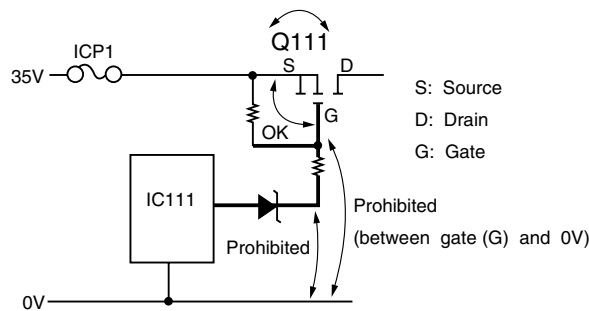 Q111
ICP1
S
D
35V
S: Source
G
D: Drain
OK
G: Gate
IC111
Prohibited
Prohibited
(between gate (G) and 0V)
0V